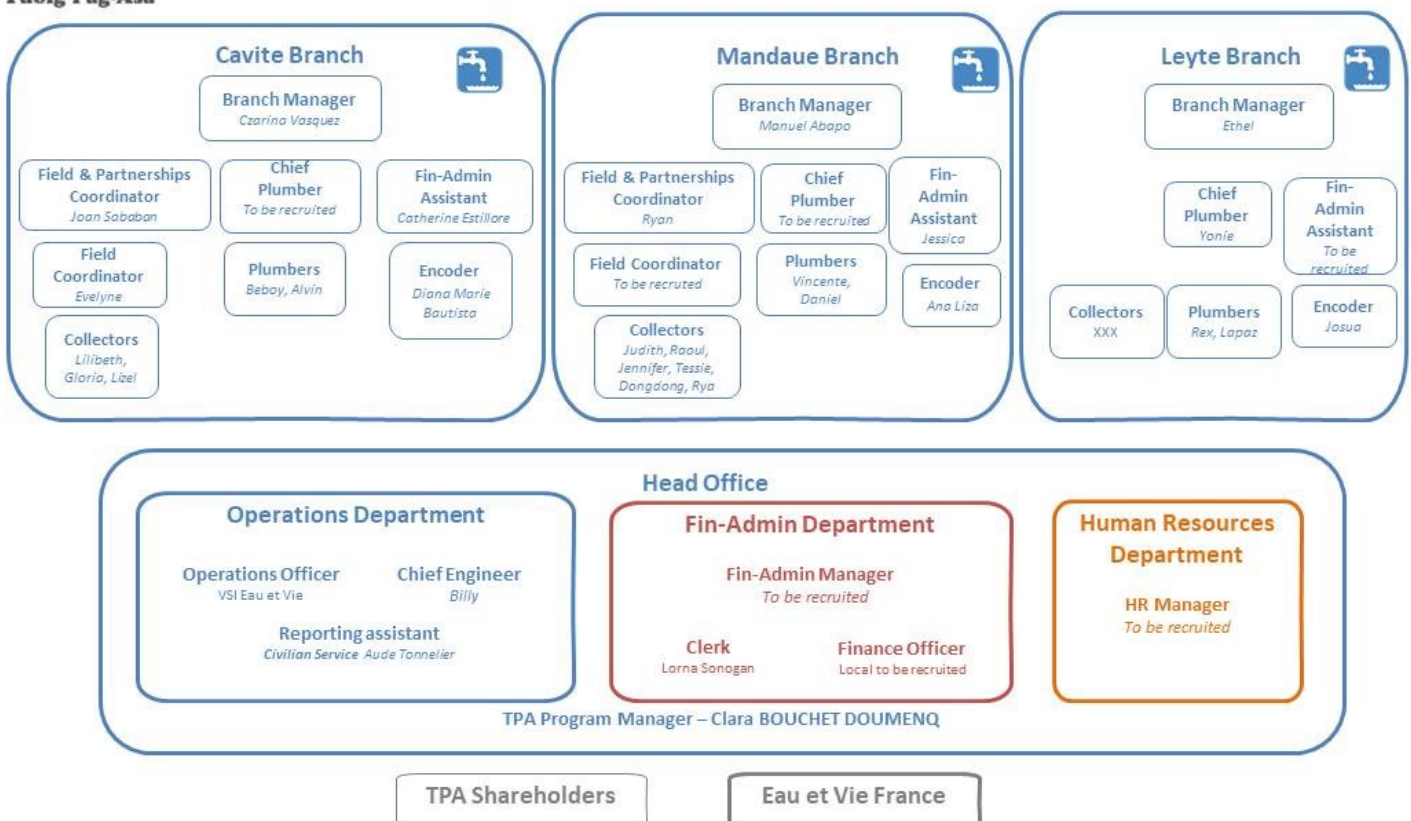 Cavite Branch
Branch Manager
Czarina Vasquez
Field & Partnerships
Coordinator
Joan Sababan
Chief
Plumber
To be recruited
Fin-Admin
Assistant
Catherine Estillore
Field
Coordinator
Evelyne
Plumbers
Beboy, Alvin
Encoder
Diana Marie
Bautista
Collectors
Lilibeth,
Gloria, Lizel
Mandaue Branch
Branch Manager
Manuel Abapo
Field & Partnerships
Coordinator
Ryan
Chief
Plumber
To be recruited
Fin-
Admin
Assistant
Jessica
Field Coordinator
To be recruted
Plumbers
Vincente,
Daniel
Encoder
Ana Liza
Collectors
Judith, Raoul,
Jennifer, Tessie,
Dongdong, Rya
Leyte Branch
Branch Manager
Ethel
Chief
Plumber
Yonie
Fin-
Admin
Assistant
To be
recruited
Collectors
XXX
Plumbers
Rex, Lapaz
Encoder
Josua
Head Office
Operations Department
Operations Officer
VSI Eau et Vie
Chief Engineer
Billy
Reporting assistant
Civilian Service Aude Tonnelier
Fin-Admin Department
Fin-Admin Manager
To be recruited
Clerk
Lorna Sonogan
Finance Officer
Local to be recruited
Human Resources
Department
HR Manager
To be recruited
TPA Program Manager – Clara BOUCHET DOUMENQ
TPA Shareholders
Eau et Vie France